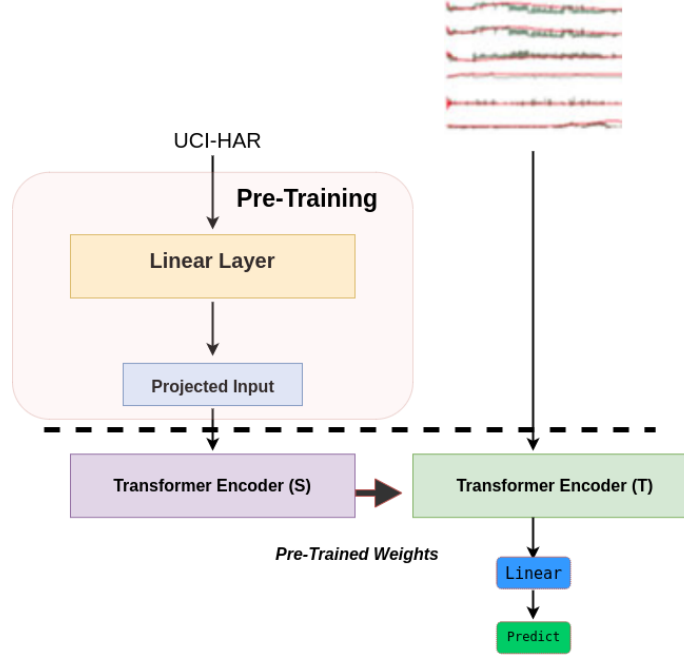 UCI-HAR
Pre-Training
Linear Layer
Projected Input
Transformer Encoder (S)
Transformer Encoder (T)
Pre-Trained Weights
Linear
Predict